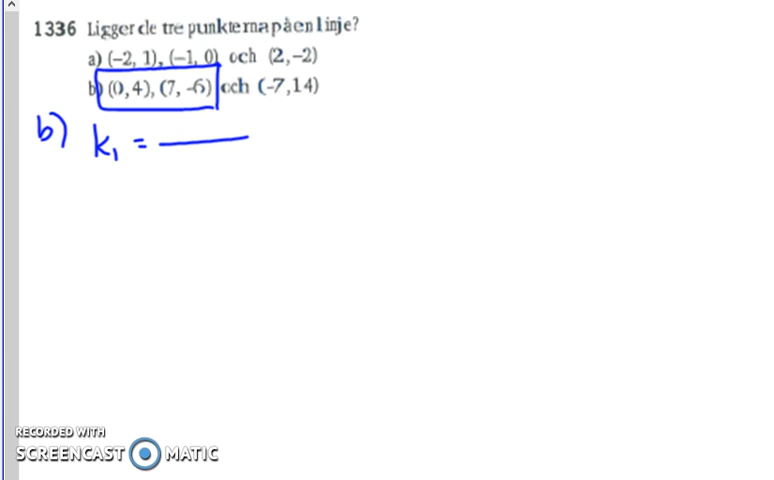 1336 Ligger de tre punkterna på en linje?
a) (−2, 1), (−1, 0) och (2, −2)
b) (0, 4), (7, -6) och (-7, 14)
b) k₁ =
RECORDED WITH
SCREENCAST MATIC